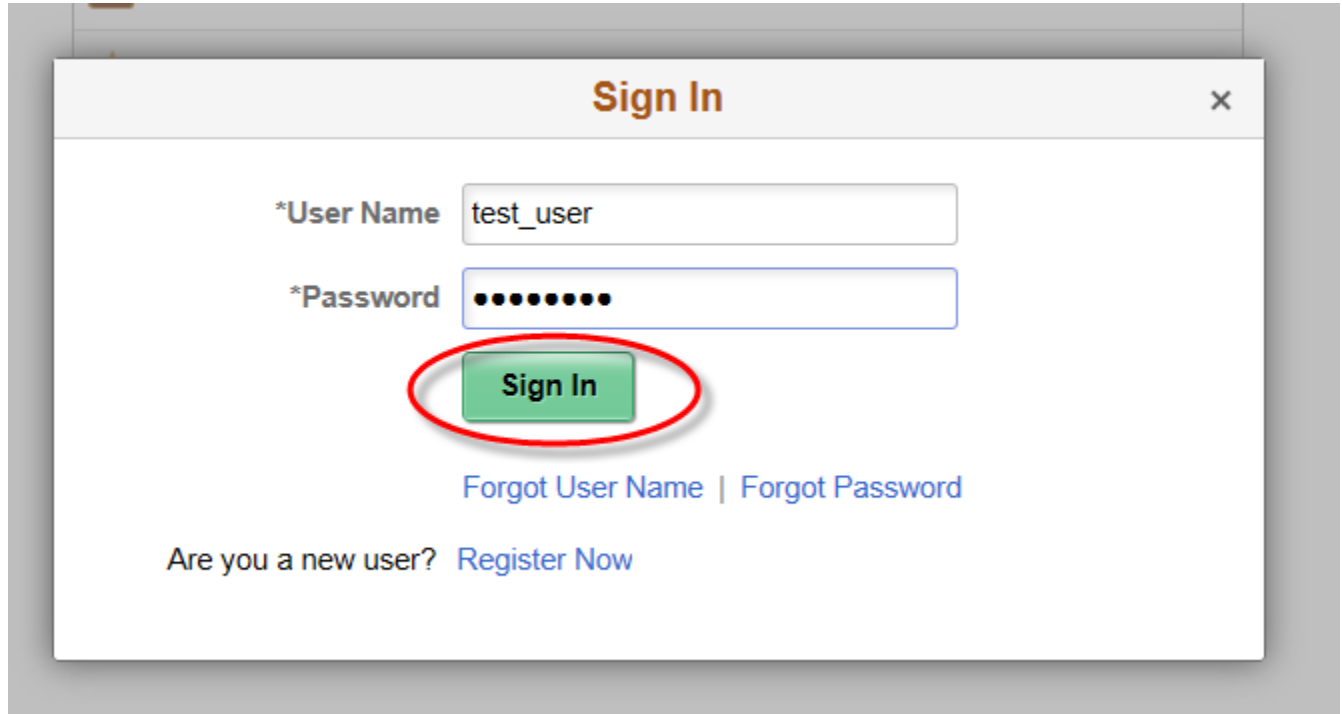 Sign In ×
*User Name test_user
*Password ••••••••
Sign In
Forgot User Name | Forgot Password
Are you a new user? Register Now